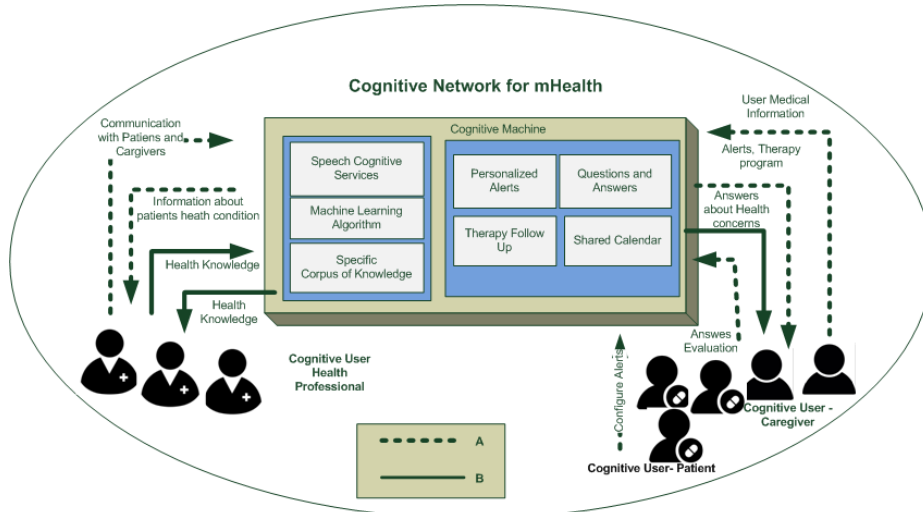 Cognitive Network for mHealth
Communication
with Patiens and
Cargivers
Information about
patients heath condition
Health Knowledge
Health
Knowledge
Cognitive User
Health
Professional
Cognitive Machine
Speech Cognitive
Services
Machine Learning
Algorithm
Specific
Corpus of Knowledge
Personalized
Alerts
Questions and
Answers
Therapy Follow
Up
Shared Calendar
User Medical
Information
Alerts, Therapy
program
Answers
about Health
concerns
Answes
Evaluation
Configure Alerts
Cognitive User -
Caregiver
Cognitive User- Patient
A
B